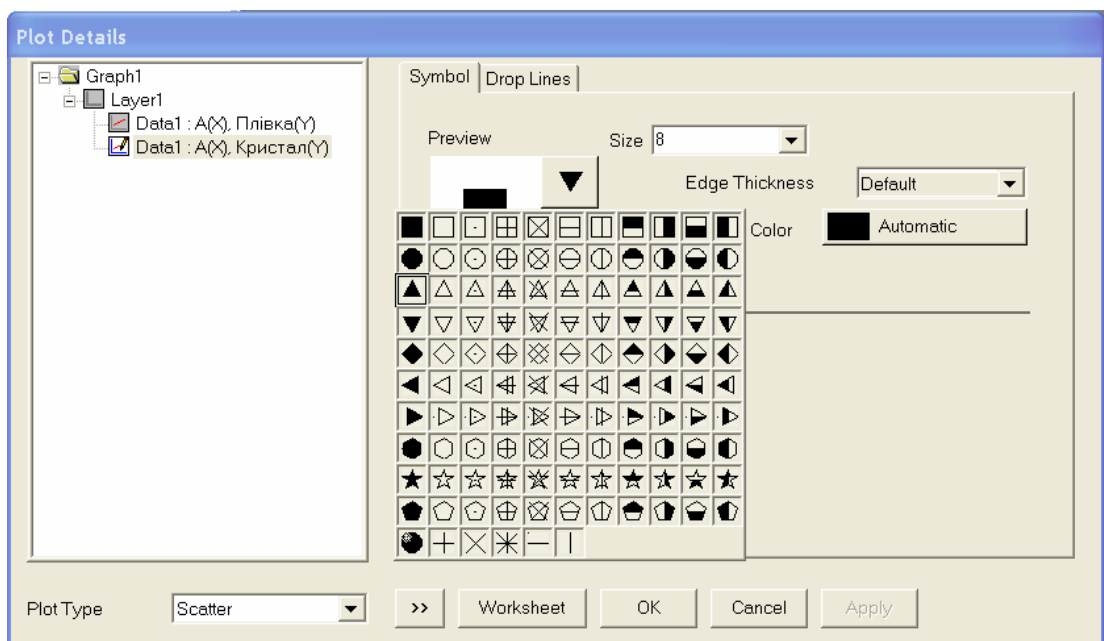 Plot Details
Graph1
Layer1
Data1 : A(X), Плівка(Y)
Data1 : A(X), Кристал(Y)
Symbol Drop Lines
Preview Size 8
Edge Thickness Default
Color Automatic
Plot Type Scatter >> Worksheet OK Cancel Apply